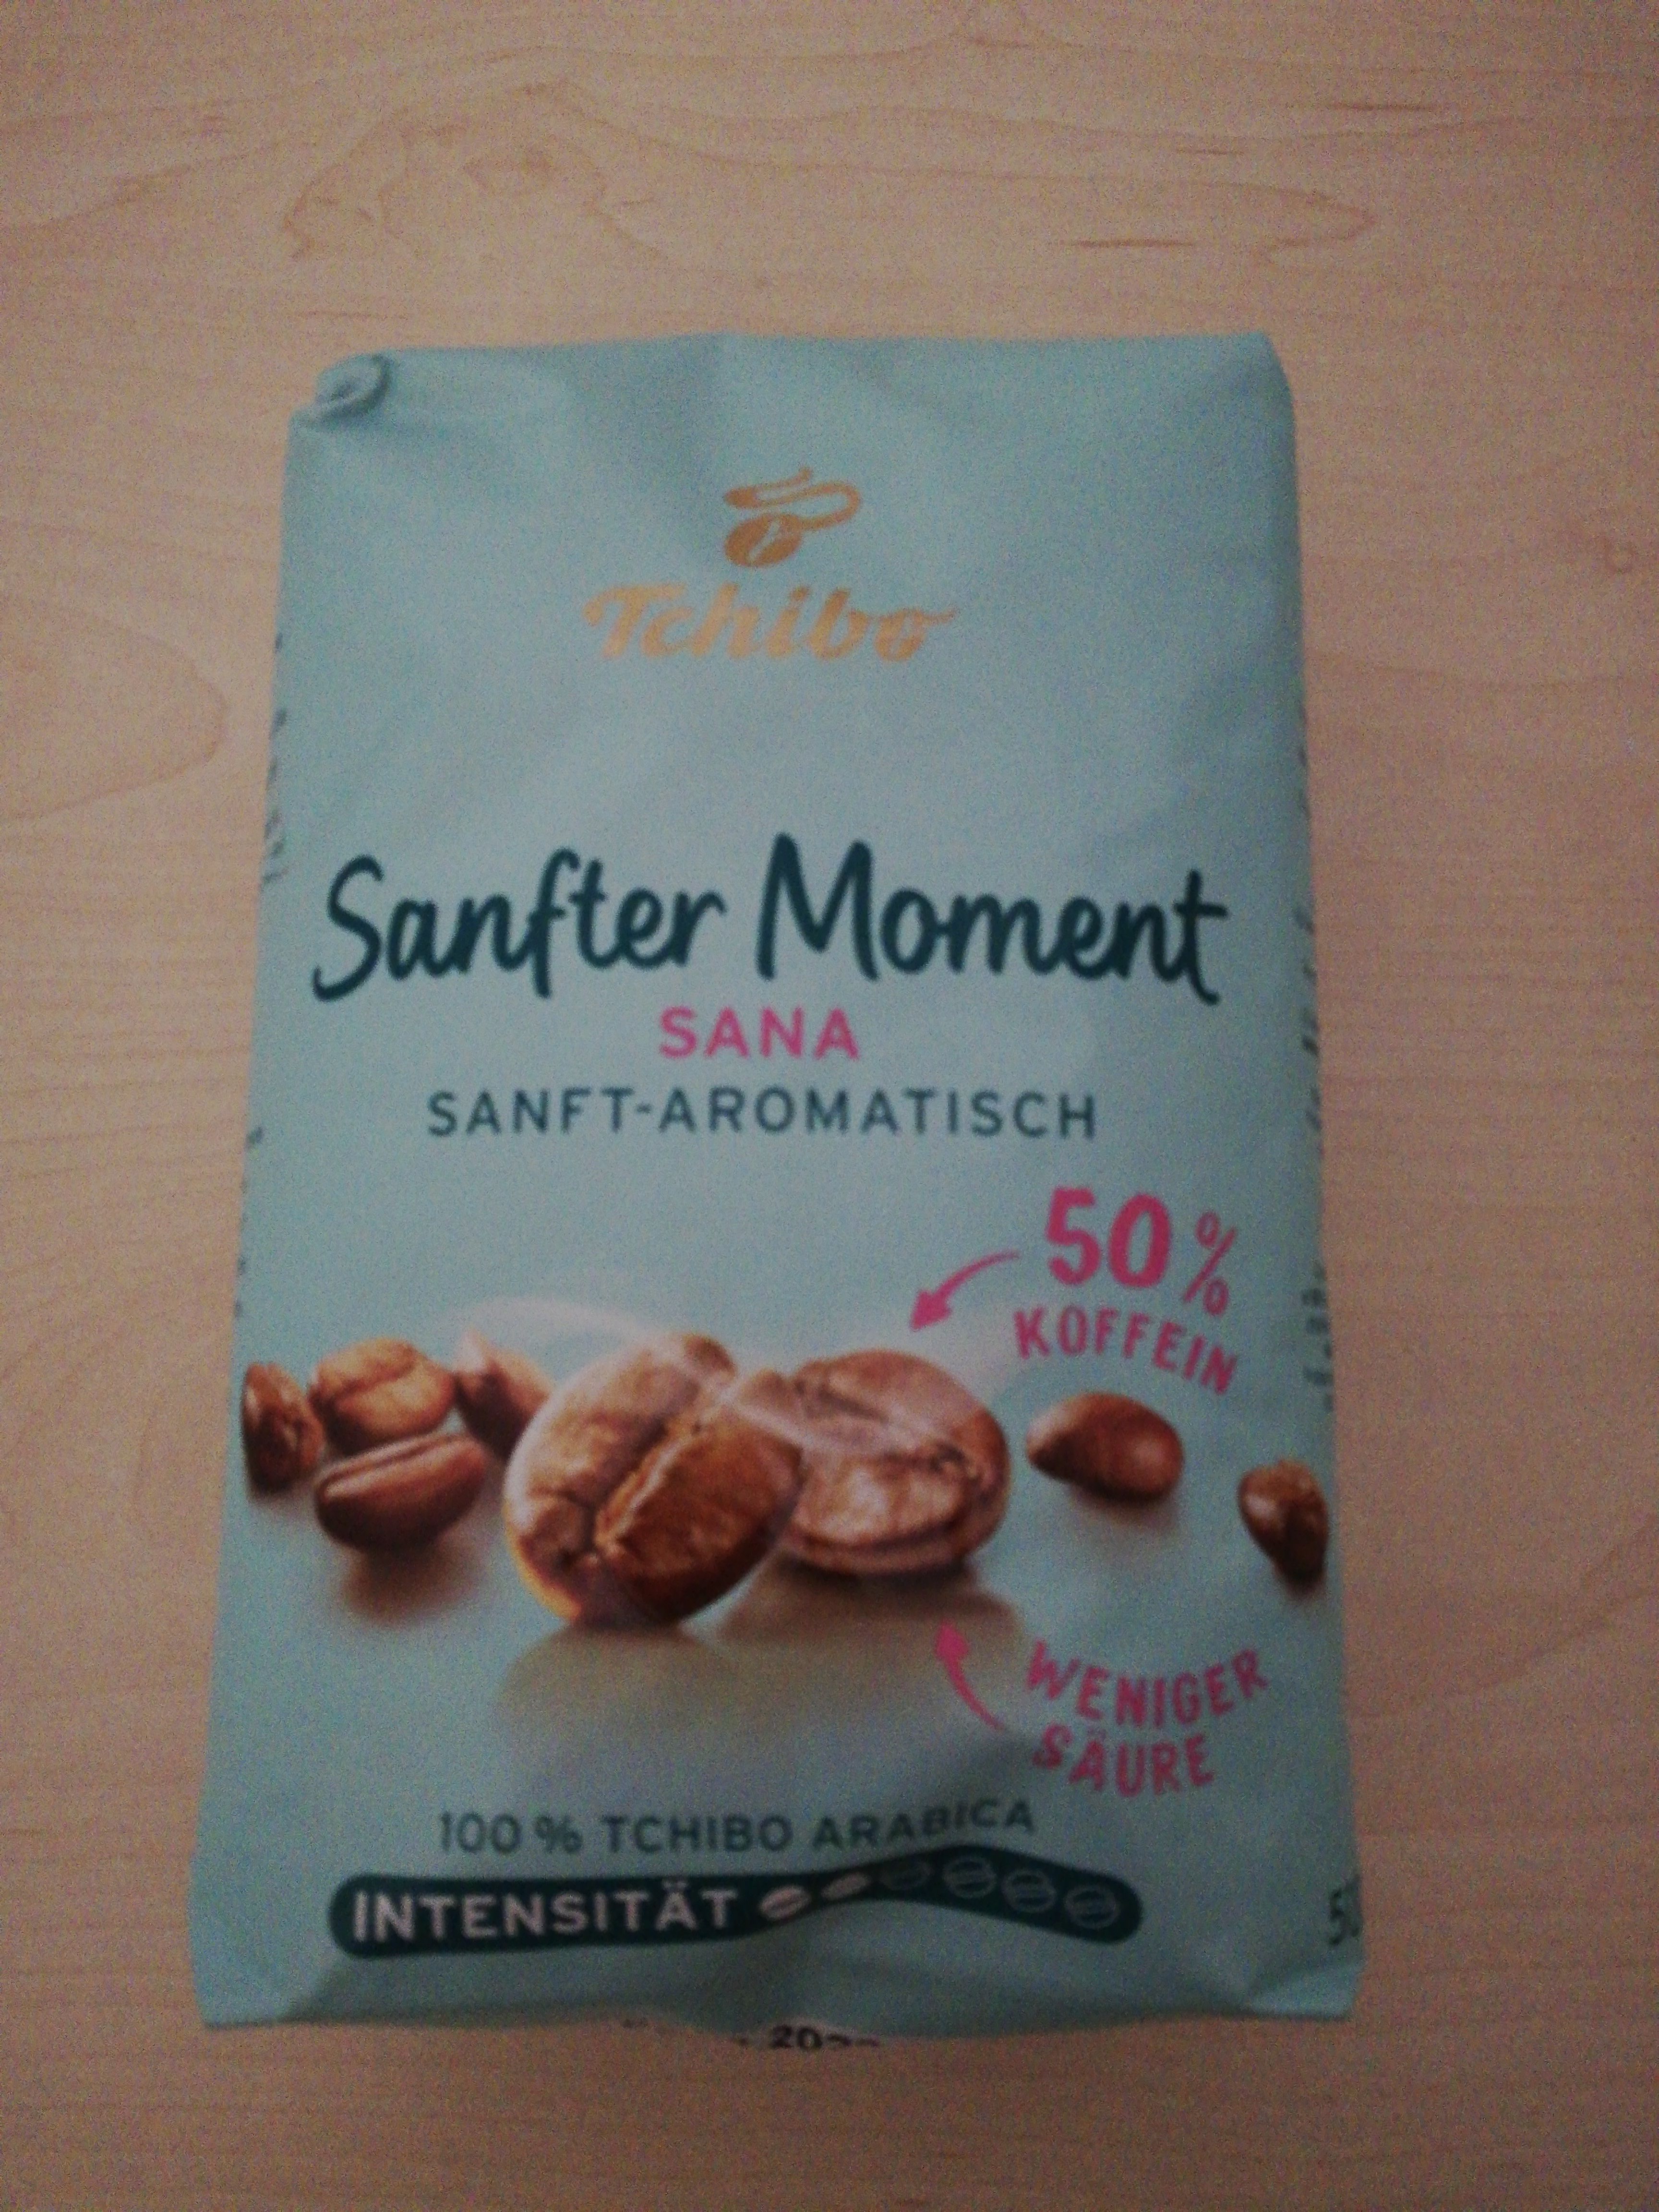 Tchibo
Sanfter Moment
SANA
SANFT-AROMATISCH
50%
KOFFEIN
WENIGER
SÄURE
100 % TCHIBO ARABICA
INTENSITÄT